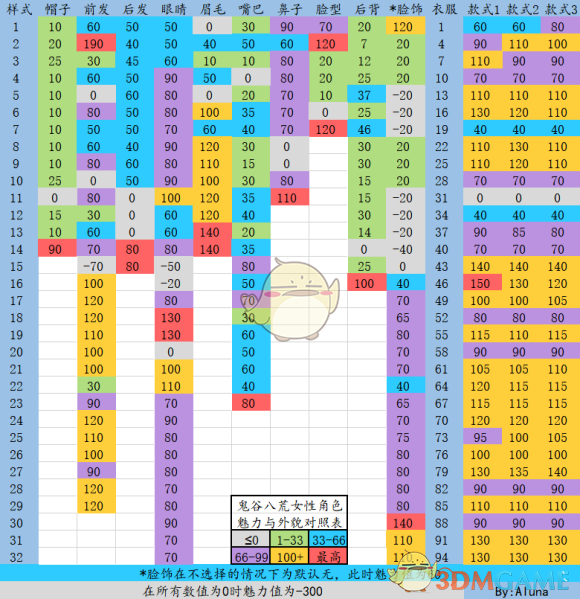 样式 帽子 前发 后发 眼睛 眉毛 嘴巴 鼻子 脸型 后背 *脸饰 衣服 款式1 款式2 款式3
1 10 60 50 50 30 90 70 20 120 1 60 60 80
2 20 190 40 50 40 50 60 120 7 20 4 90 110 100
3 25 30 45 60 10 10 80 20 12 20 7 110 90 90
4 10 60 50 90 50 0 80 20 25 20 10 70 70 70
5 10 0 60 80 0 20 70 10 37 -20 13 110 110 110
6 10 80 50 80 100 35 70 0 25 -20 16 130 120 110
7 10 50 50 70 60 40 70 120 46 -20 19 40 40 40
8 10 60 40 90 120 30 0 30 20 22 110 130 110
9 10 80 60 90 110 15 0 30 20 25 110 120 110
10 25 0 50 90 100 30 80 15 20 28 70 70 70
11 0 80 0 100 120 35 110 15 -20 31 0 0 0
12 15 30 0 60 120 40 30 -20 34 40 40 40
13 10 60 0 60 140 20 14 -20 37 90 85 80
14 90 70 80 80 140 35 0 -40 40 70 70 70
15 -70 80 -50 80 25 0 43 140 140 140
16 100 -20 50 100 40 46 150 130 120
17 120 80 70 70 49 100 100 105
18 120 130 30 65 52 80 80 80
19 120 130 60 80 55 115 110 115
20 100 0 50 70 58 90 90 90
21 100 100 60 70 61 105 105 110
22 30 110 40 40 64 120 115 115
23 90 70 80 65 67 115 115 115
24 120 90 70 70 120 115 115
25 110 80 75 73 95 100 105
26 100 90 80 76 100 100 105
27 90 80 80 79 130 135 140
28 120 70 80 82 90 90 90
29 120 70 80 85 110 110 110
30 90 140 88 90 90 90
31 70 110 91 130 130 130
32 70 94 130 130 130
鬼谷八荒女性角色
魅力与外貌对照表
≤0 1-33 33-66
66-99 100+ 最高
*脸饰在不选择的情况下为默认无，此时魅力值为
3DMGAME
在所有数值为0时魅力值为-300
By:Aluna